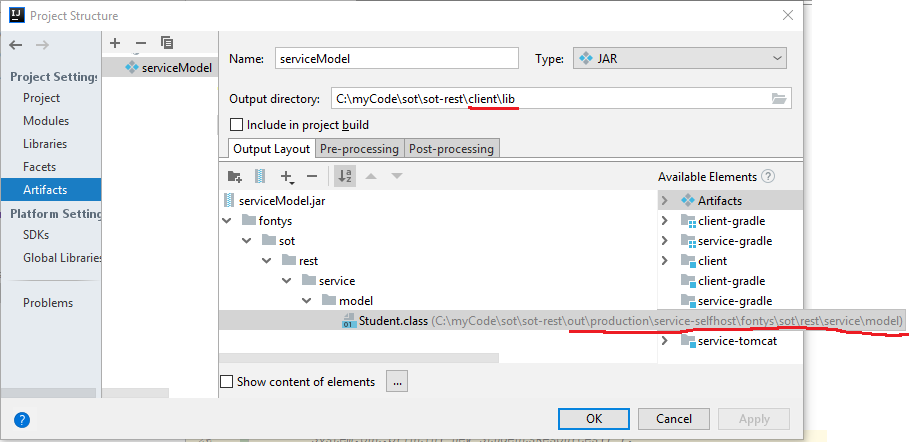 Project Structure
Project Settings
Project
Modules
Libraries
Facets
Artifacts
Platform Setting
SDKs
Global Libraries
Problems
serviceModel
Name: serviceModel Type: JAR
Output directory: C:\myCode\sot\sot-rest\client\lib
Include in project build
Output Layout Pre-processing Post-processing
Available Elements ?
serviceModel.jar
fontys
sot
rest
service
model
Student.class (C:\myCode\sot\sot-rest\out\production\service-selfhost\fontys\sot\rest\service\model)
Artifacts
client-gradle
service-gradle
client
client-gradle
service-gradle
service-tomcat
Show content of elements ...
? OK Cancel Apply